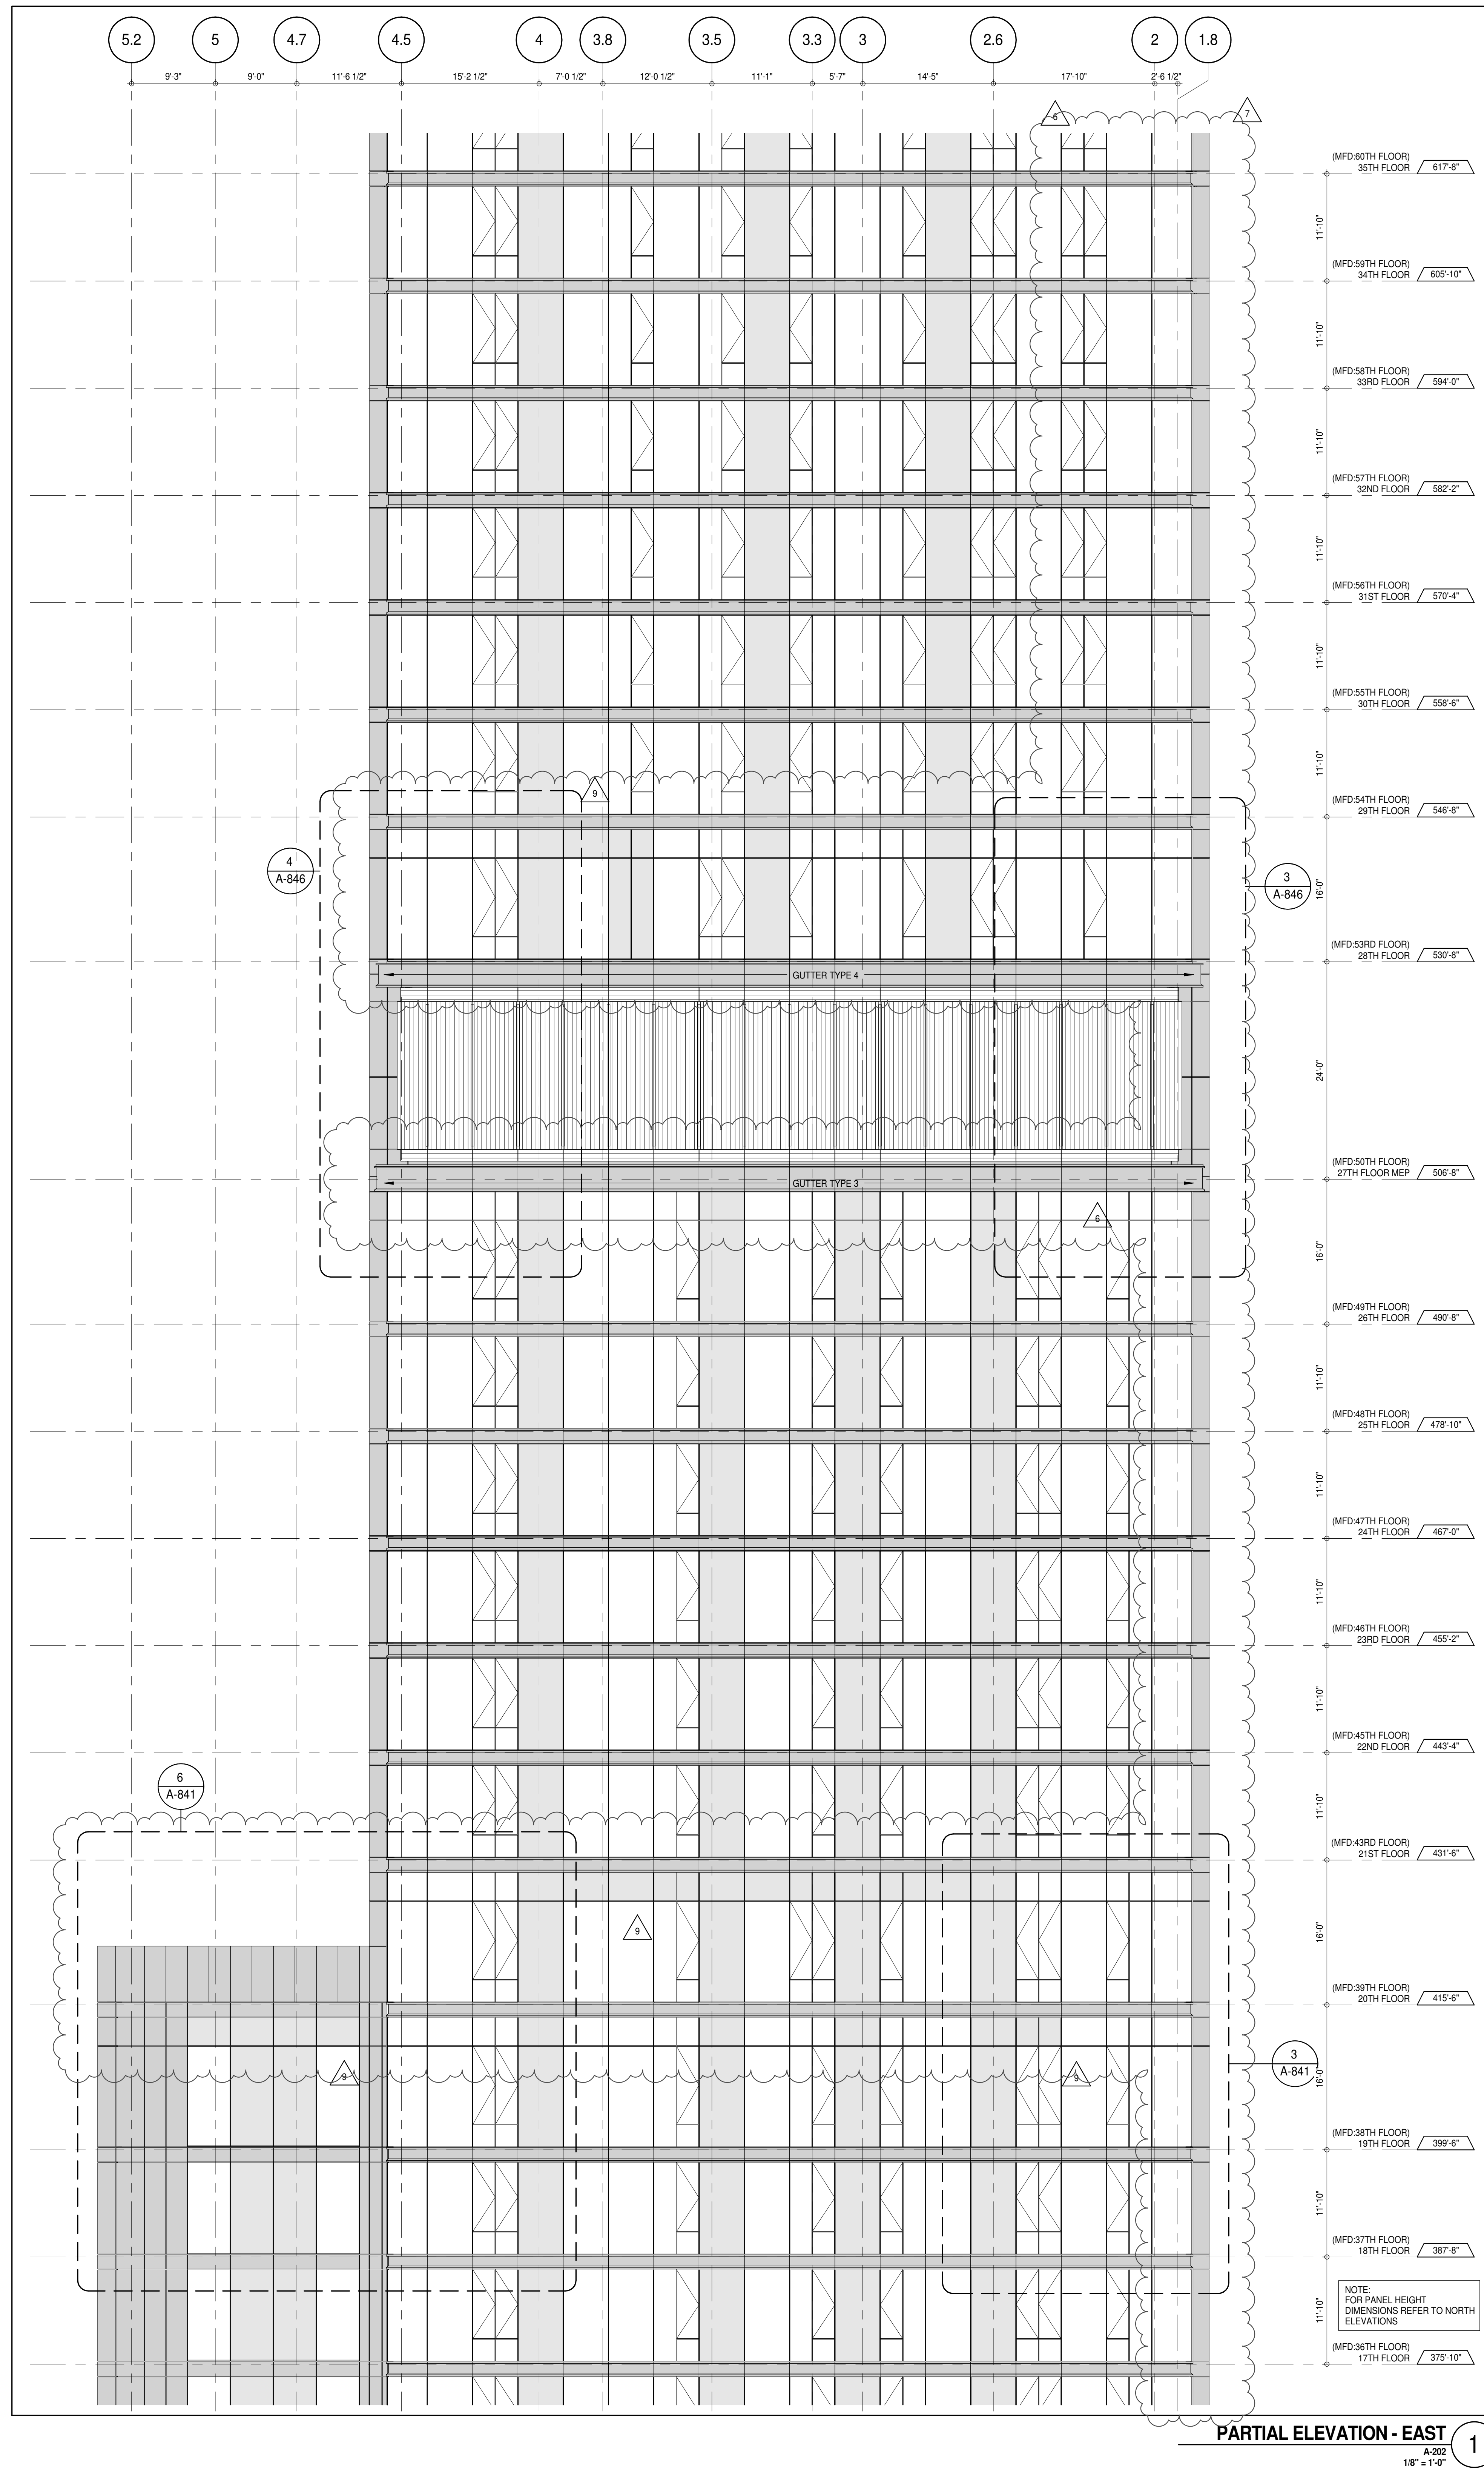 5.2 5 4.7 4.5 4 3.8 3.5 3.3 3 2.6 2 1.8
9'-3" 9'-0" 11'-6 1/2" 15'-2 1/2" 7'-0 1/2" 12'-0 1/2" 11'-1" 5'-7" 14'-5" 17'-10" 2'-6 1/2"
6 7
(MFD:60TH FLOOR)
35TH FLOOR 617'-8"
11'-10"
(MFD:59TH FLOOR)
34TH FLOOR 605'-10"
11'-10"
(MFD:58TH FLOOR)
33RD FLOOR 594'-0"
11'-10"
(MFD:57TH FLOOR)
32ND FLOOR 582'-2"
11'-10"
(MFD:56TH FLOOR)
31ST FLOOR 570'-4"
11'-10"
(MFD:55TH FLOOR)
30TH FLOOR 558'-6"
11'-10"
9
(MFD:54TH FLOOR)
29TH FLOOR 546'-8"
4
A-846
3
A-846
16'-0"
(MFD:53RD FLOOR)
28TH FLOOR 530'-8"
GUTTER TYPE 4
24'-0"
(MFD:50TH FLOOR)
27TH FLOOR MEP 506'-8"
GUTTER TYPE 3
6
16'-0"
(MFD:49TH FLOOR)
26TH FLOOR 490'-8"
11'-10"
(MFD:48TH FLOOR)
25TH FLOOR 478'-10"
11'-10"
(MFD:47TH FLOOR)
24TH FLOOR 467'-0"
11'-10"
(MFD:46TH FLOOR)
23RD FLOOR 455'-2"
11'-10"
(MFD:45TH FLOOR)
22ND FLOOR 443'-4"
6
A-841
11'-10"
(MFD:43RD FLOOR)
21ST FLOOR 431'-6"
9
16'-0"
(MFD:39TH FLOOR)
20TH FLOOR 415'-6"
3
A-841
9 9
16'-0"
(MFD:38TH FLOOR)
19TH FLOOR 399'-6"
11'-10"
(MFD:37TH FLOOR)
18TH FLOOR 387'-8"
11'-10"
NOTE:
FOR PANEL HEIGHT
DIMENSIONS REFER TO NORTH
ELEVATIONS
(MFD:36TH FLOOR)
17TH FLOOR 375'-10"
PARTIAL ELEVATION - EAST 1
A-202
1/8" = 1'-0"